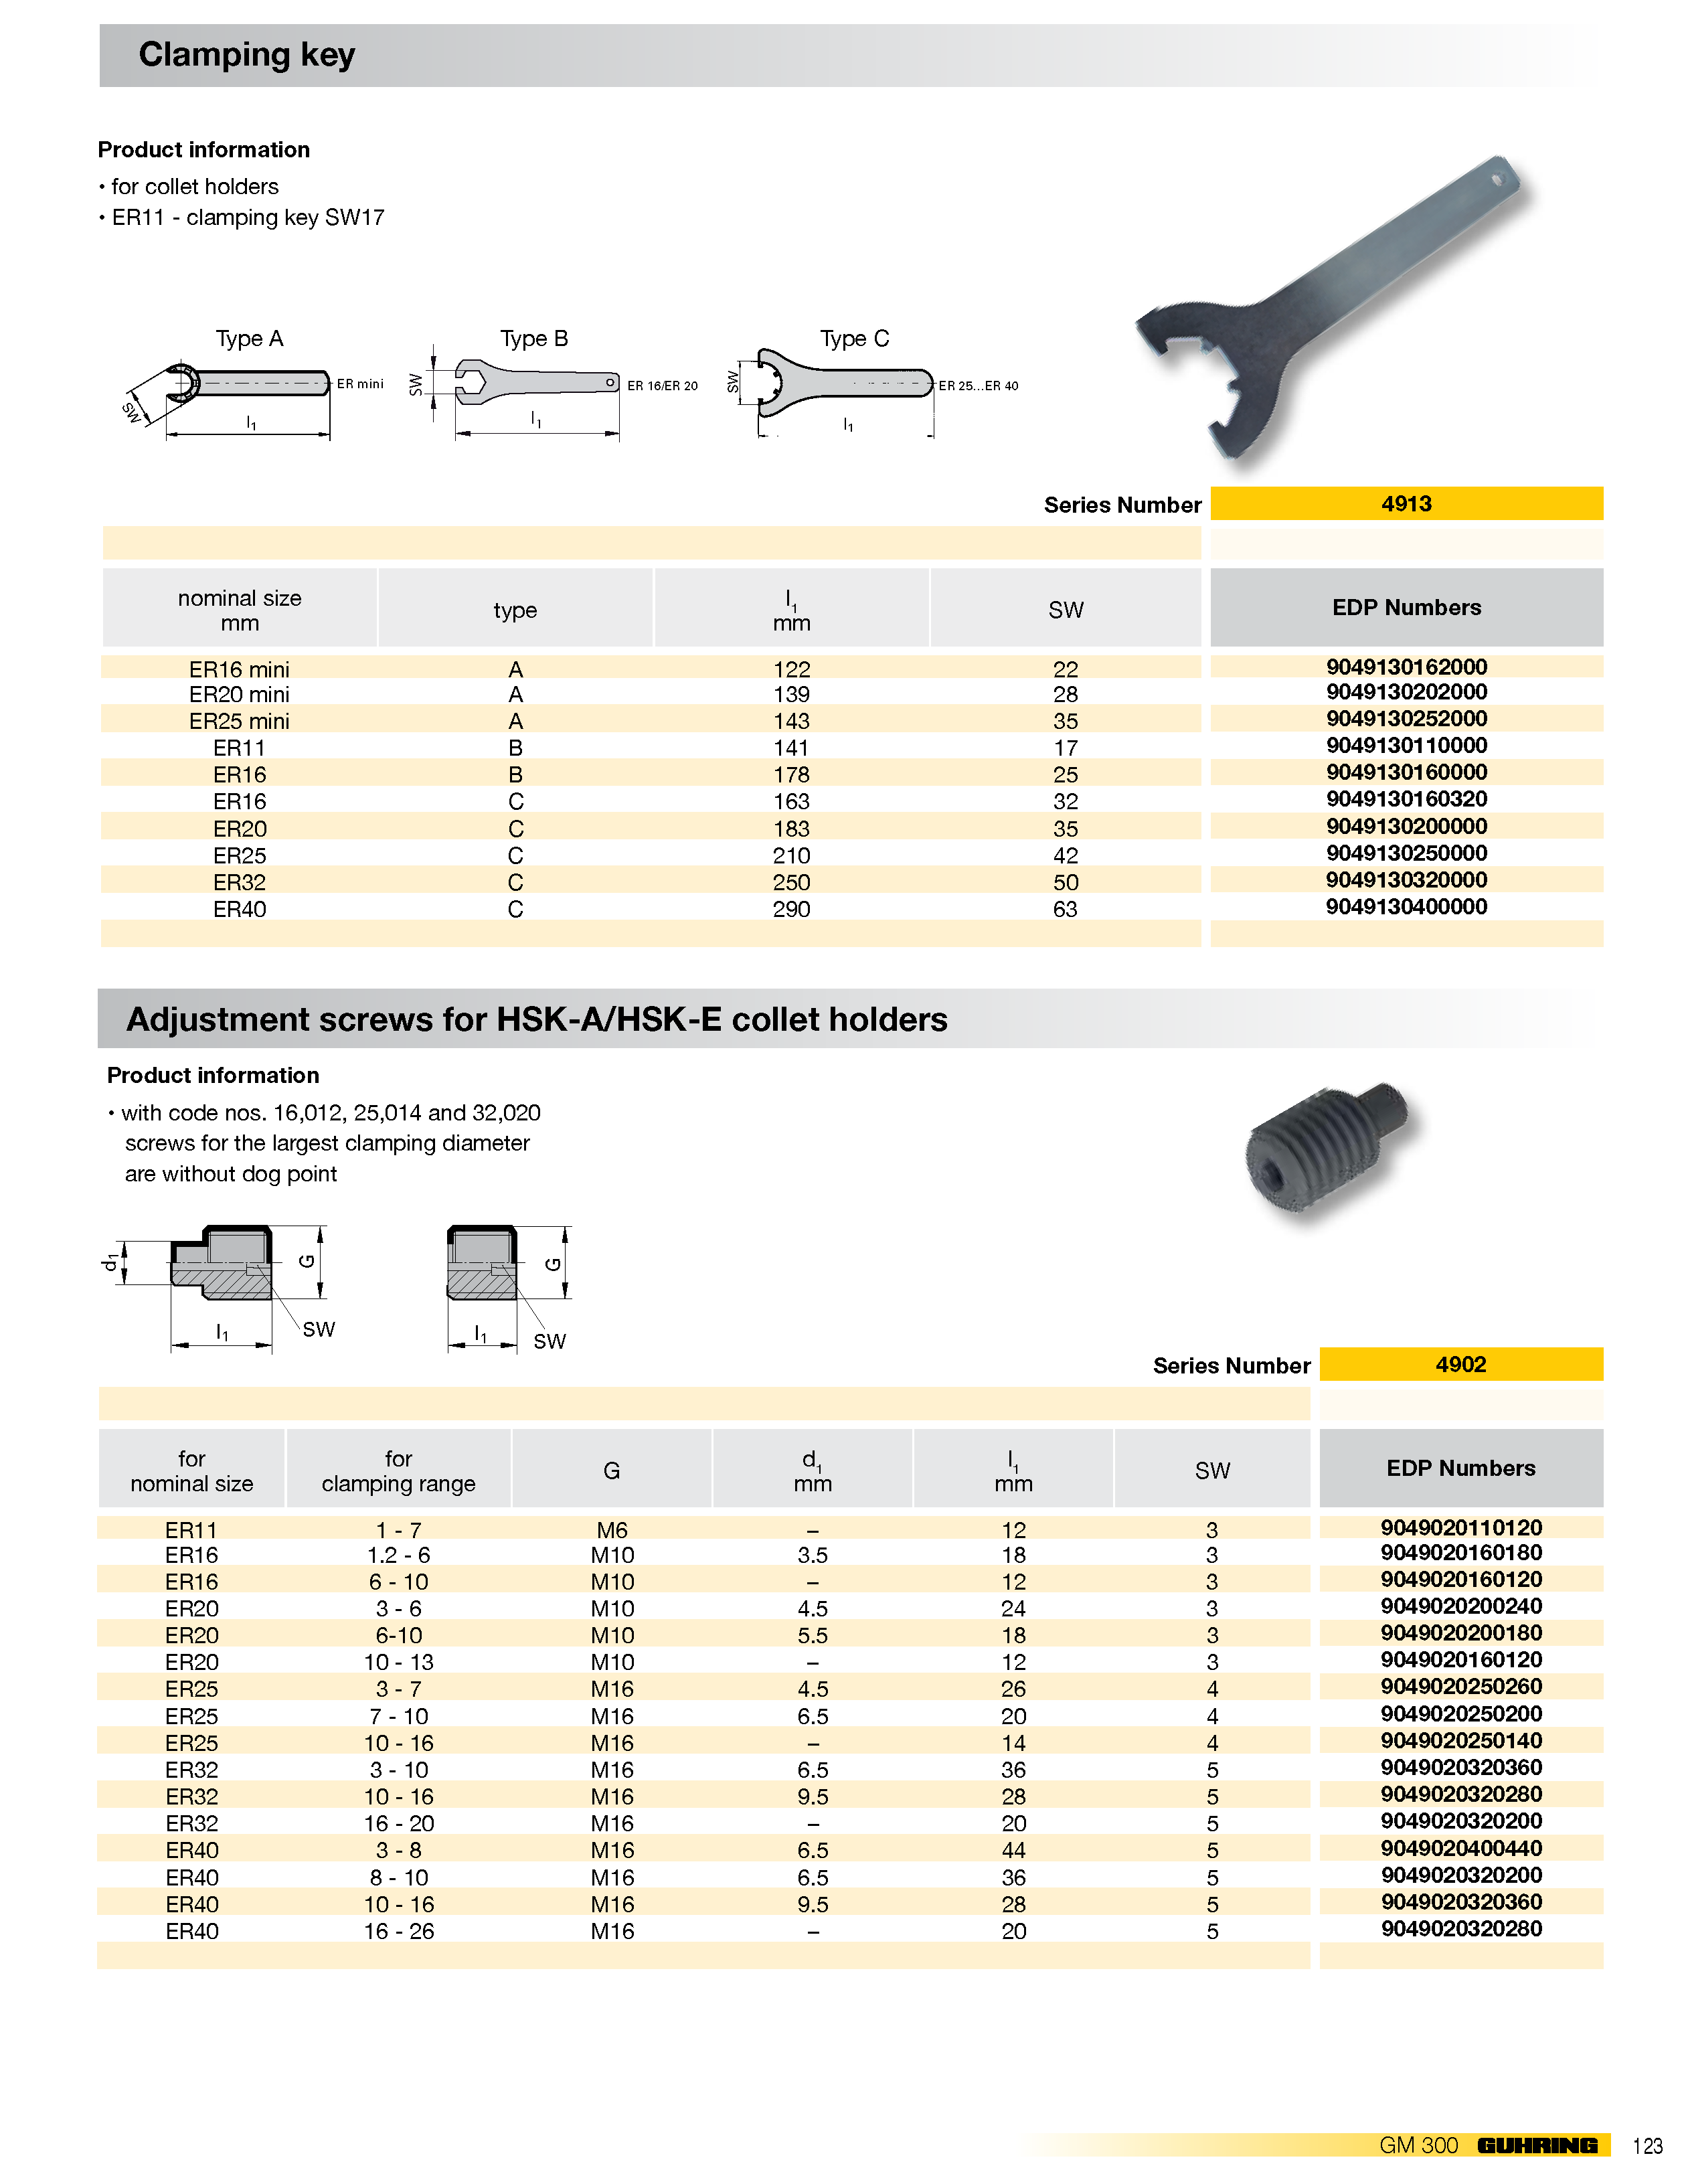 Clamping key
Product information
• for collet holders
• ER11 - clamping key SW17
Type A Type B Type C
SW l1 ER mini
SW l1 ER 16/ER 20
SW l1 ER 25...ER 40
Series Number 4913
nominal size mm type l1 mm SW EDP Numbers
ER16 mini A 122 22 9049130162000
ER20 mini A 139 28 9049130202000
ER25 mini A 143 35 9049130252000
ER11 B 141 17 9049130110000
ER16 B 178 25 9049130160000
ER16 C 163 32 9049130160320
ER20 C 183 35 9049130200000
ER25 C 210 42 9049130250000
ER32 C 250 50 9049130320000
ER40 C 290 63 9049130400000
Adjustment screws for HSK-A/HSK-E collet holders
Product information
• with code nos. 16,012, 25,014 and 32,020
screws for the largest clamping diameter
are without dog point
d1 G l1 SW
G l1 SW
Series Number 4902
for nominal size for clamping range G d1 mm l1 mm SW EDP Numbers
ER11 1 - 7 M6 – 12 3 9049020110120
ER16 1.2 - 6 M10 3.5 18 3 9049020160180
ER16 6 - 10 M10 – 12 3 9049020160120
ER20 3 - 6 M10 4.5 24 3 9049020200240
ER20 6-10 M10 5.5 18 3 9049020200180
ER20 10 - 13 M10 – 12 3 9049020160120
ER25 3 - 7 M16 4.5 26 4 9049020250260
ER25 7 - 10 M16 6.5 20 4 9049020250200
ER25 10 - 16 M16 – 14 4 9049020250140
ER32 3 - 10 M16 6.5 36 5 9049020320360
ER32 10 - 16 M16 9.5 28 5 9049020320280
ER32 16 - 20 M16 – 20 5 9049020320200
ER40 3 - 8 M16 6.5 44 5 9049020400440
ER40 8 - 10 M16 6.5 36 5 9049020320200
ER40 10 - 16 M16 9.5 28 5 9049020320360
ER40 16 - 26 M16 – 20 5 9049020320280
GM 300 GUHRING 123